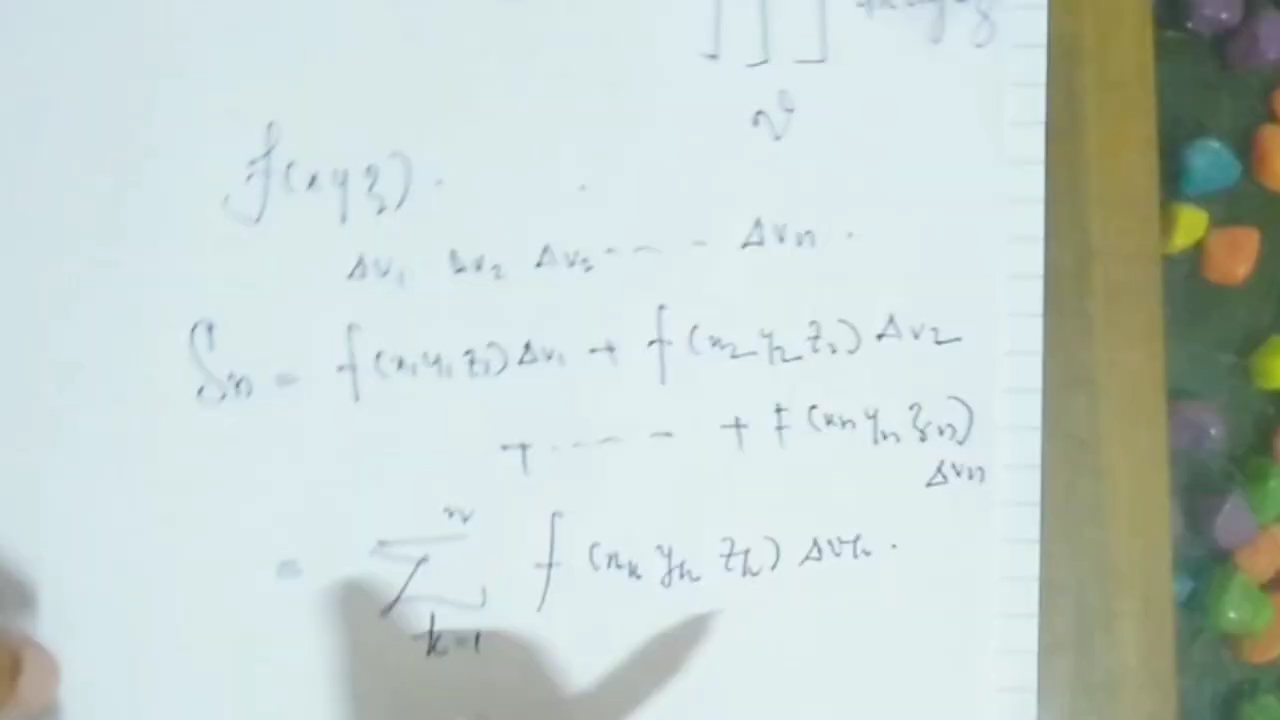 ∭
v
f(x y z).
Δv₁ Δv₂ Δv₃ - - - Δvn .
Sn = f(x₁ y₁ z₁) Δv₁ + f(x₂ y₂ z₂) Δv₂
+ - - - - + f(xn yn zn)
Δvn
= ∑ₖ₌₁ⁿ f(xk yk zk) Δvk .